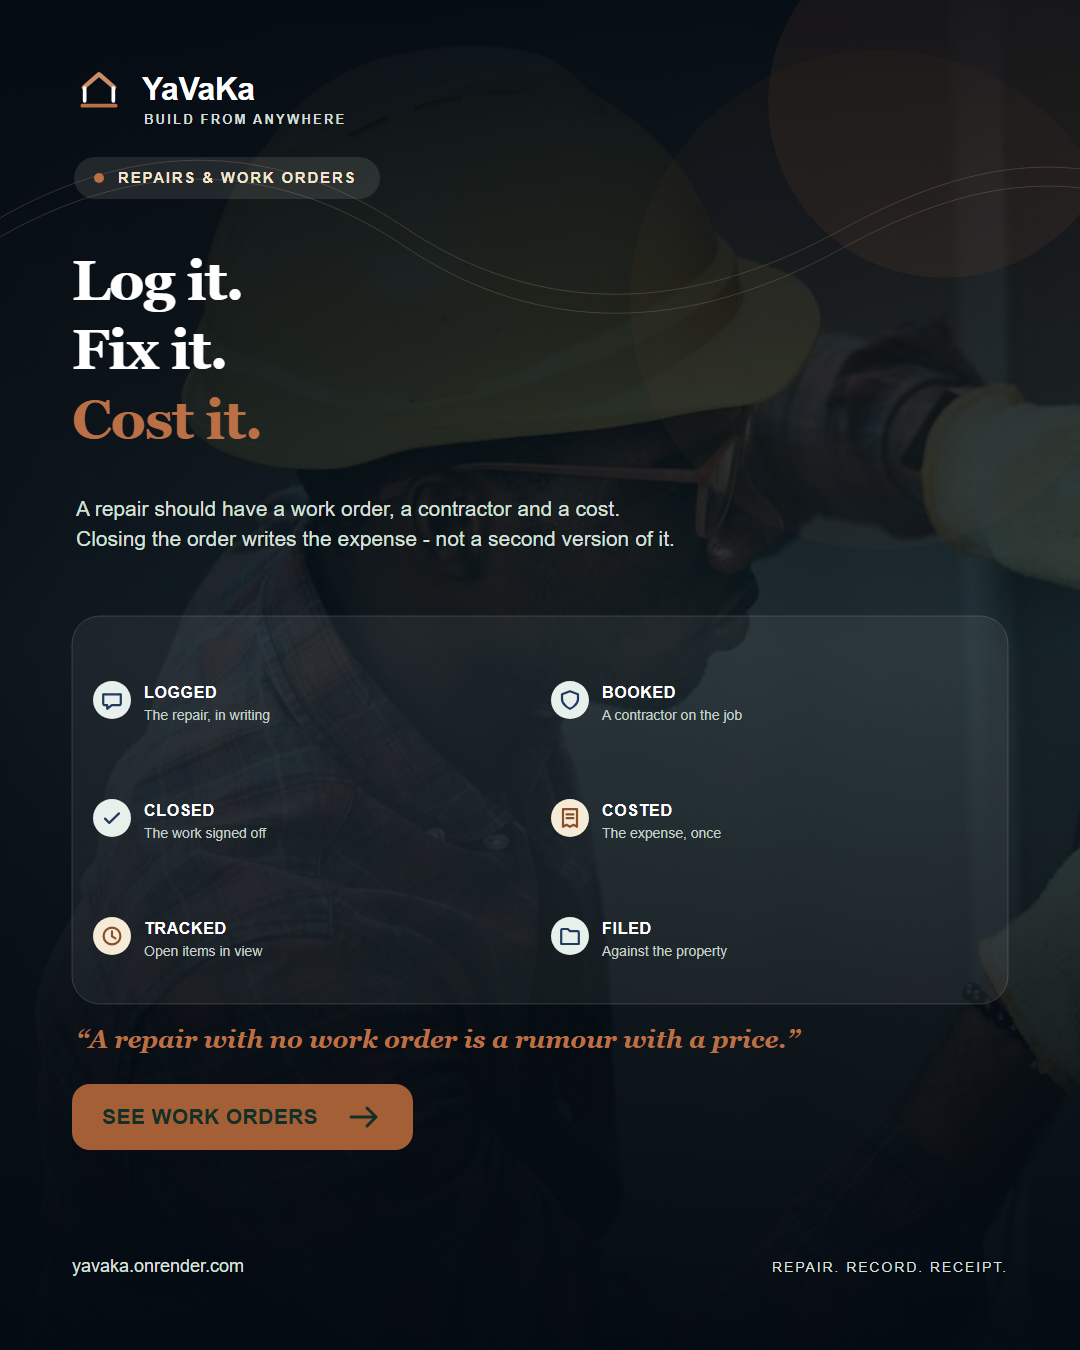 YaVaKa
BUILD FROM ANYWHERE
REPAIRS & WORK ORDERS
Log it.
Fix it.
Cost it.
A repair should have a work order, a contractor and a cost.
Closing the order writes the expense - not a second version of it.
LOGGED
The repair, in writing
BOOKED
A contractor on the job
CLOSED
The work signed off
COSTED
The expense, once
TRACKED
Open items in view
FILED
Against the property
“A repair with no work order is a rumour with a price.”
SEE WORK ORDERS
yavaka.onrender.com
REPAIR. RECORD. RECEIPT.